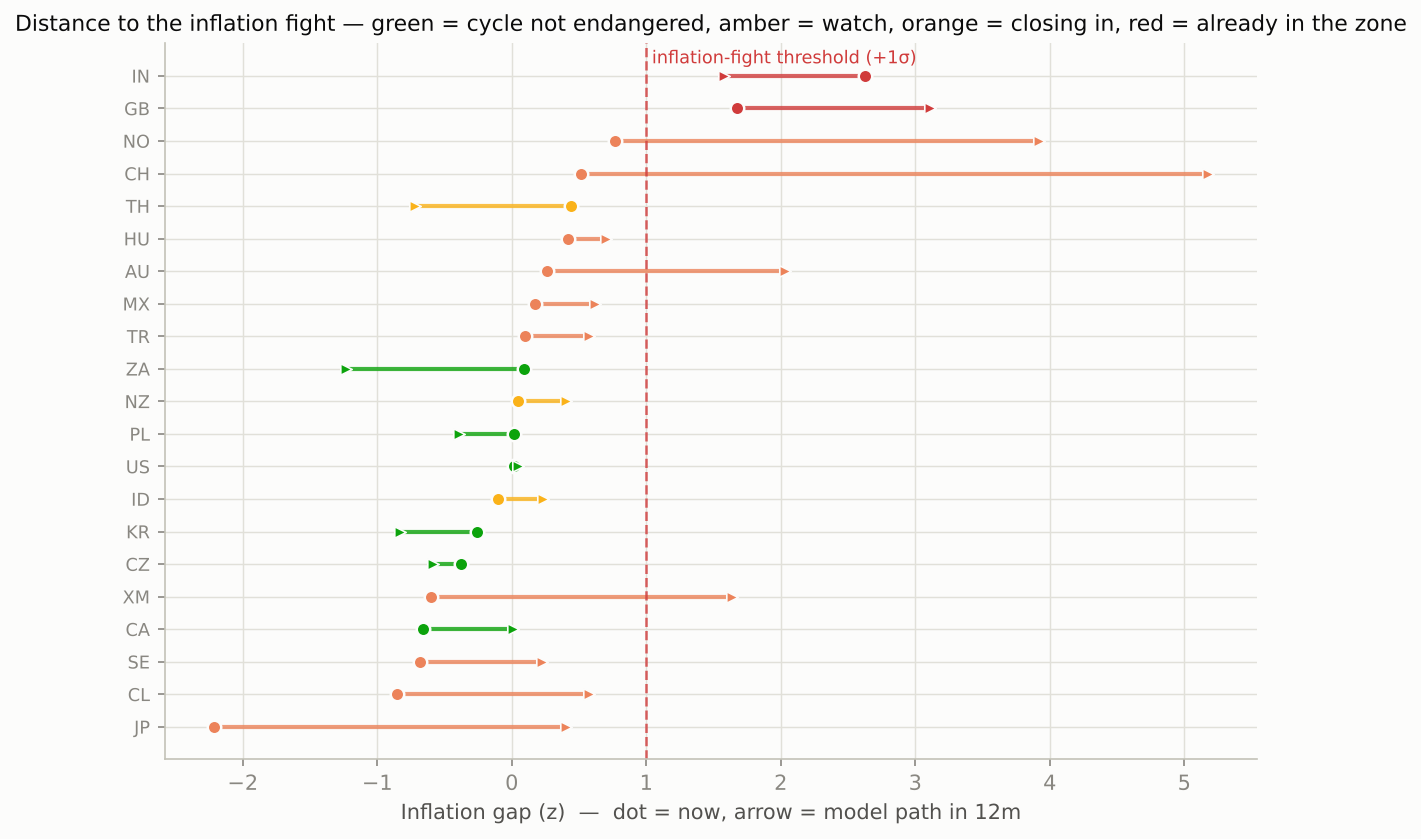 Distance to the inflation fight — green = cycle not endangered, amber = watch, orange = closing in, red = already in the zone
inflation-fight threshold (+1σ)
IN
GB
NO
CH
TH
HU
AU
MX
TR
ZA
NZ
PL
US
ID
KR
CZ
XM
CA
SE
CL
JP
−2 −1 0 1 2 3 4 5
Inflation gap (z) — dot = now, arrow = model path in 12m